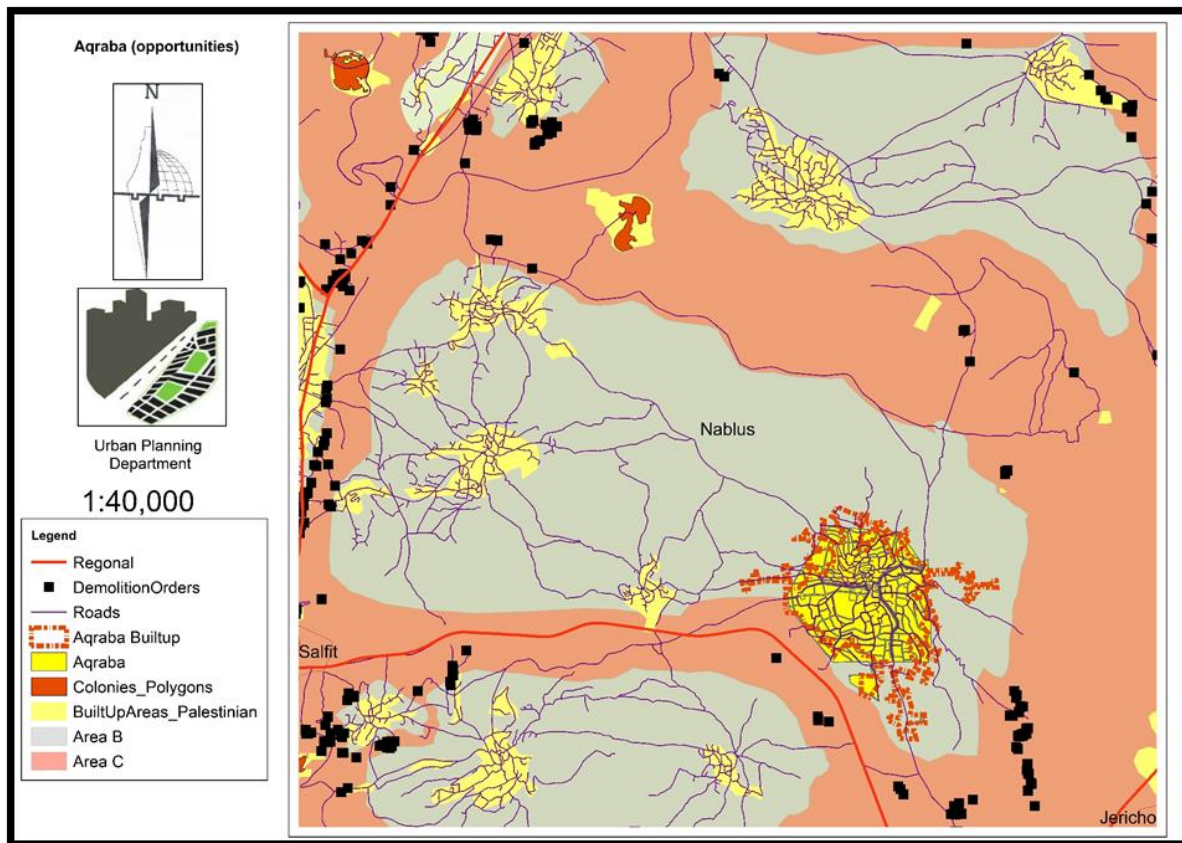 Aqraba (opportunities)
N
Urban Planning
Department
1:40,000
Legend
Regonal
DemolitionOrders
Roads
Aqraba Builtup
Aqraba
Colonies_Polygons
BuiltUpAreas_Palestinian
Area B
Area C
Nablus
Salfit
Jericho